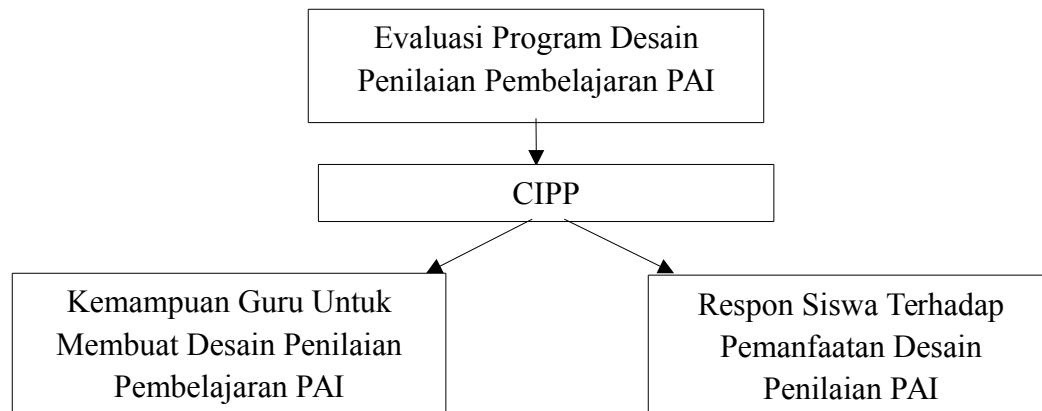 Evaluasi Program Desain
Penilaian Pembelajaran PAI
CIPP
Kemampuan Guru Untuk
Membuat Desain Penilaian
Pembelajaran PAI
Respon Siswa Terhadap
Pemanfaatan Desain
Penilaian PAI